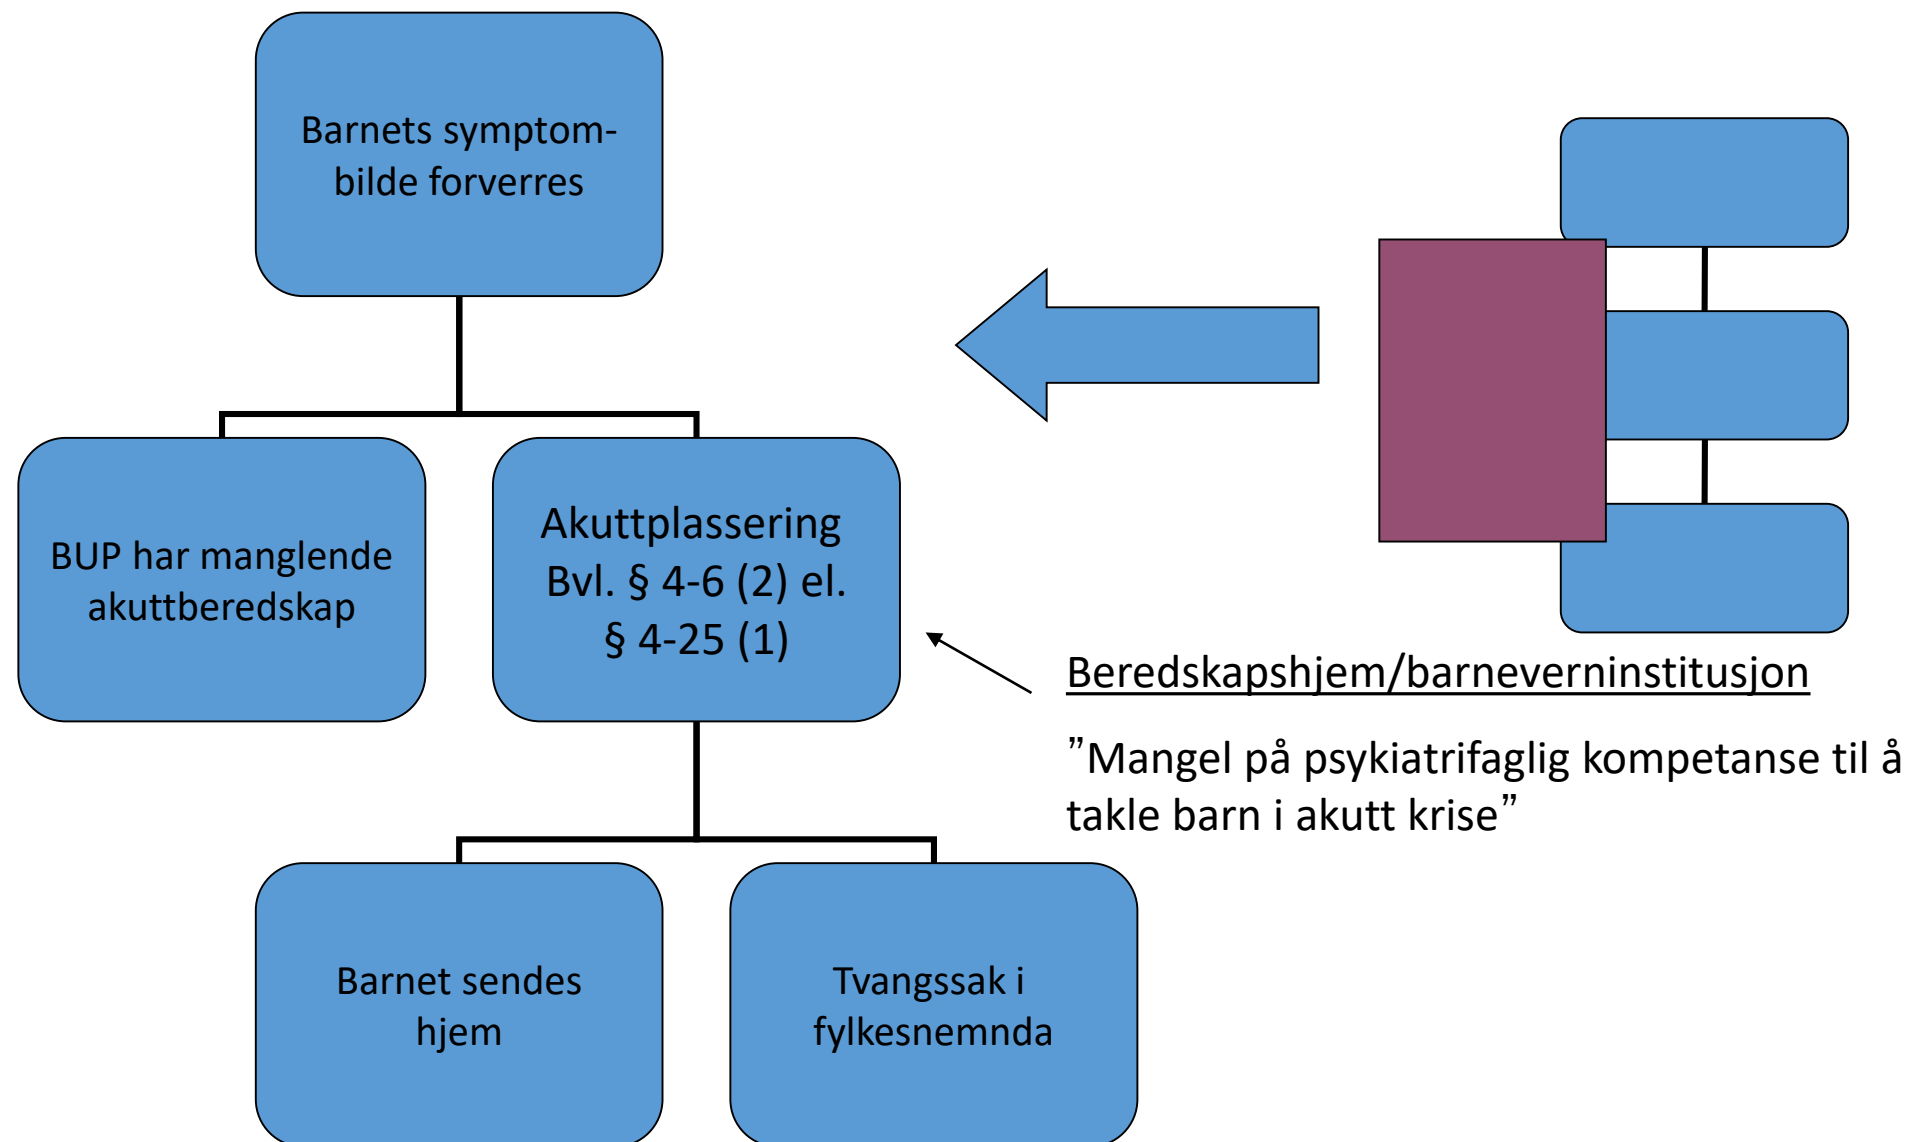 Barnets symptom-
bilde forverres
BUP har manglende
akuttberedskap
Akuttplassering
Bvl. § 4-6 (2) el.
§ 4-25 (1)
Beredskapshjem/barneverninstitusjon
”Mangel på psykiatrifaglig kompetanse til å
takle barn i akutt krise”
Barnet sendes
hjem
Tvangssak i
fylkesnemnda